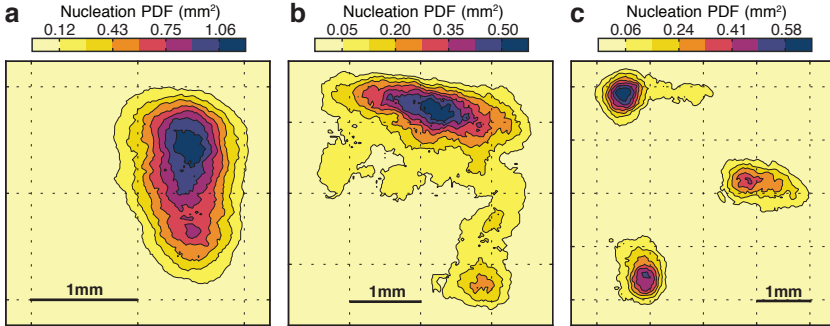 a
Nucleation PDF (mm²)
0.12 0.43 0.75 1.06
1mm
b
Nucleation PDF (mm²)
0.05 0.20 0.35 0.50
1mm
c
Nucleation PDF (mm²)
0.06 0.24 0.41 0.58
1mm